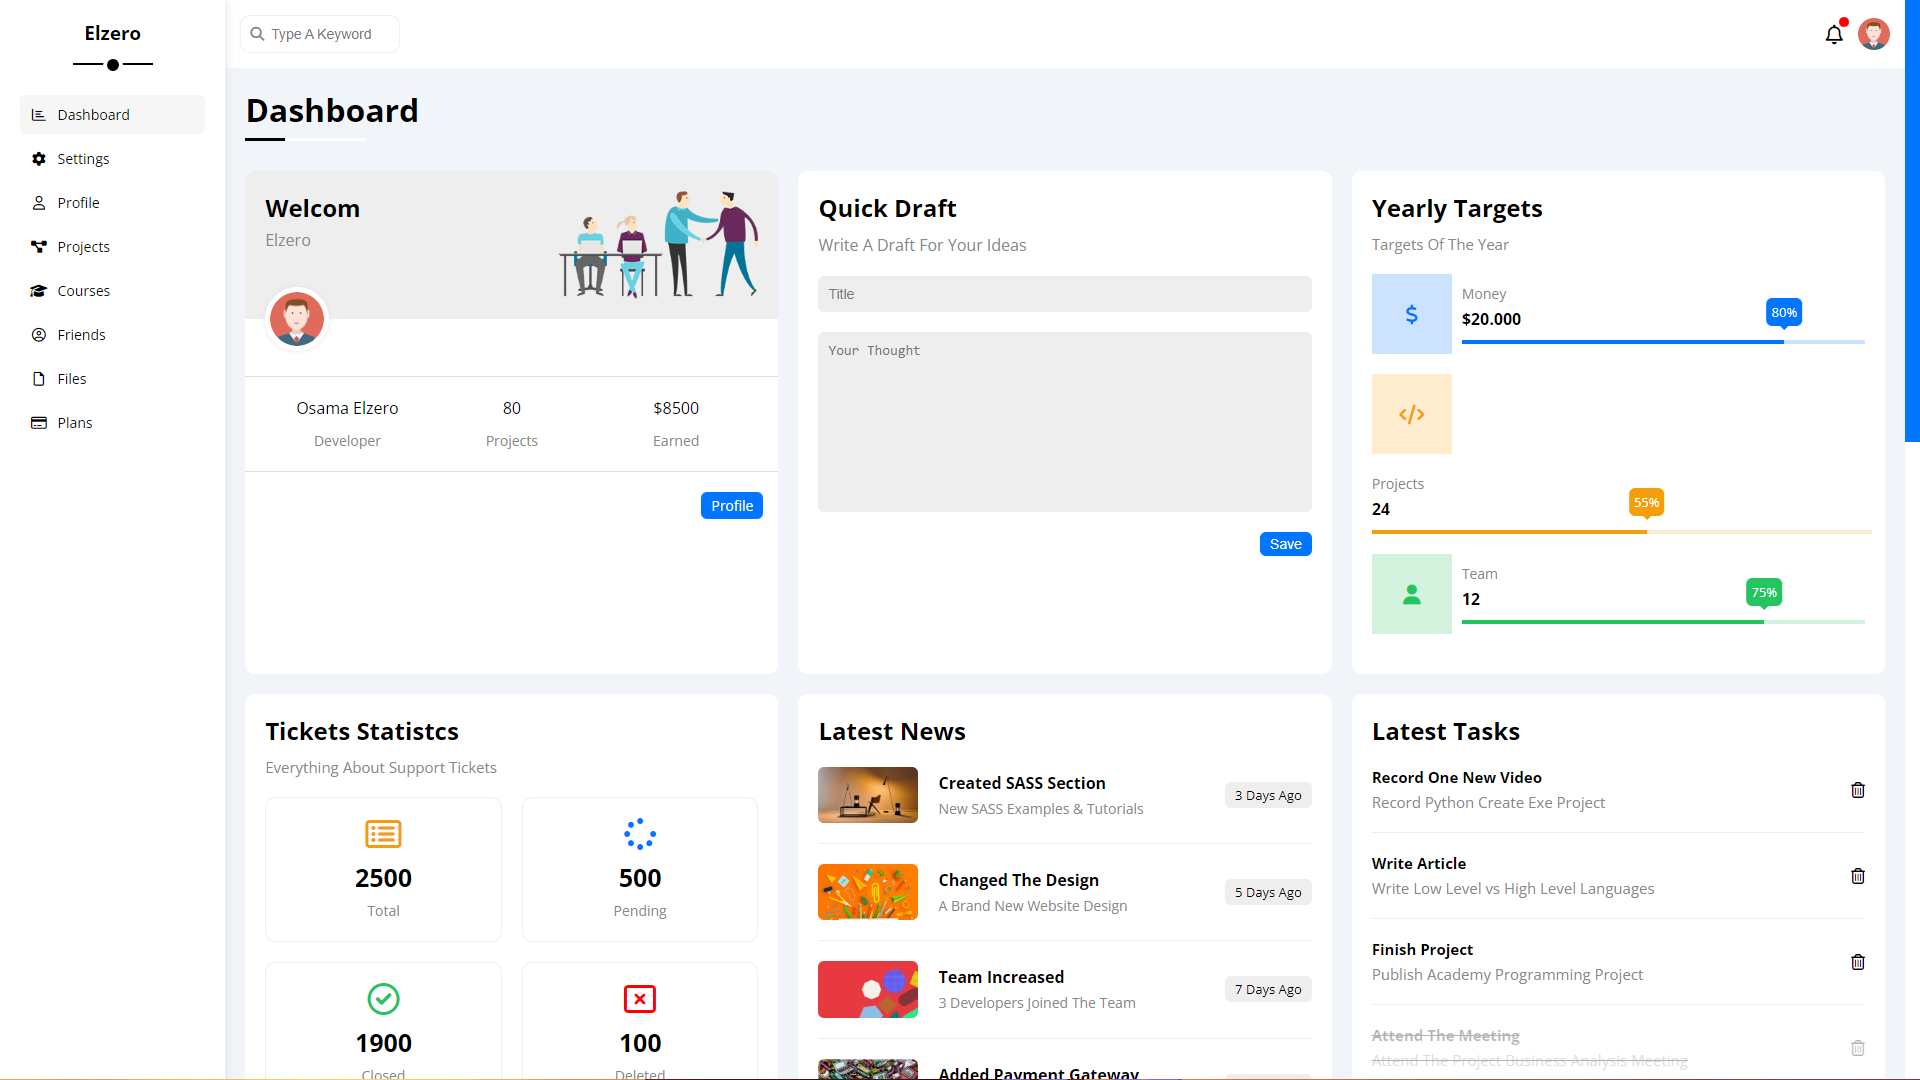 Elzero
Type A Keyword
Dashboard
Settings
Profile
Projects
Courses
Friends
Files
Plans
Dashboard
Welcom
Elzero
Osama Elzero
Developer
80
Projects
$8500
Earned
Profile
Quick Draft
Write A Draft For Your Ideas
Title
Your Thought
Save
Yearly Targets
Targets Of The Year
Money
$20.000
80%
Projects
24
55%
Team
12
75%
Tickets Statistcs
Everything About Support Tickets
2500
Total
500
Pending
1900
Closed
100
Deleted
Latest News
Created SASS Section
New SASS Examples & Tutorials
3 Days Ago
Changed The Design
A Brand New Website Design
5 Days Ago
Team Increased
3 Developers Joined The Team
7 Days Ago
Added Payment Gateway
Latest Tasks
Record One New Video
Record Python Create Exe Project
Write Article
Write Low Level vs High Level Languages
Finish Project
Publish Academy Programming Project
Attend The Meeting
Attend The Project Business Analysis Meeting